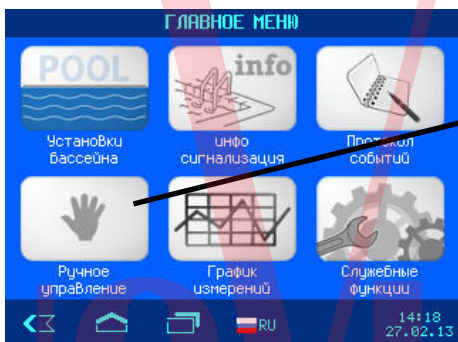 ГЛАВНОЕ МЕНЮ
POOL
info
Установки
бассейна
инфо
сигнализация
Протокол
событий
Ручное
управление
График
измерений
Служебные
функции
RU
14:18
27.02.13